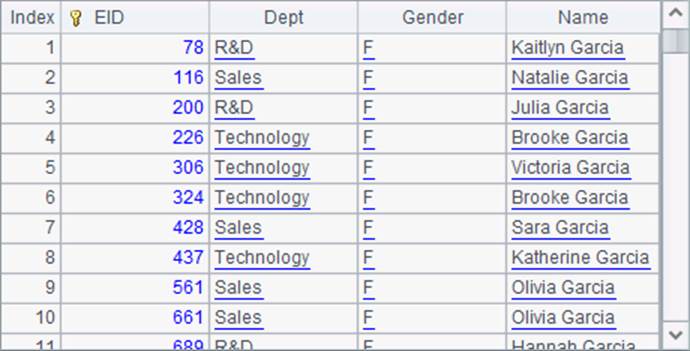 Index EID Dept Gender Name
1 78 R&D F Kaitlyn Garcia
2 116 Sales F Natalie Garcia
3 200 R&D F Julia Garcia
4 226 Technology F Brooke Garcia
5 306 Technology F Victoria Garcia
6 324 Technology F Brooke Garcia
7 428 Sales F Sara Garcia
8 437 Technology F Katherine Garcia
9 561 Sales F Olivia Garcia
10 661 Sales F Olivia Garcia
11 689 R&D F Hannah Garcia